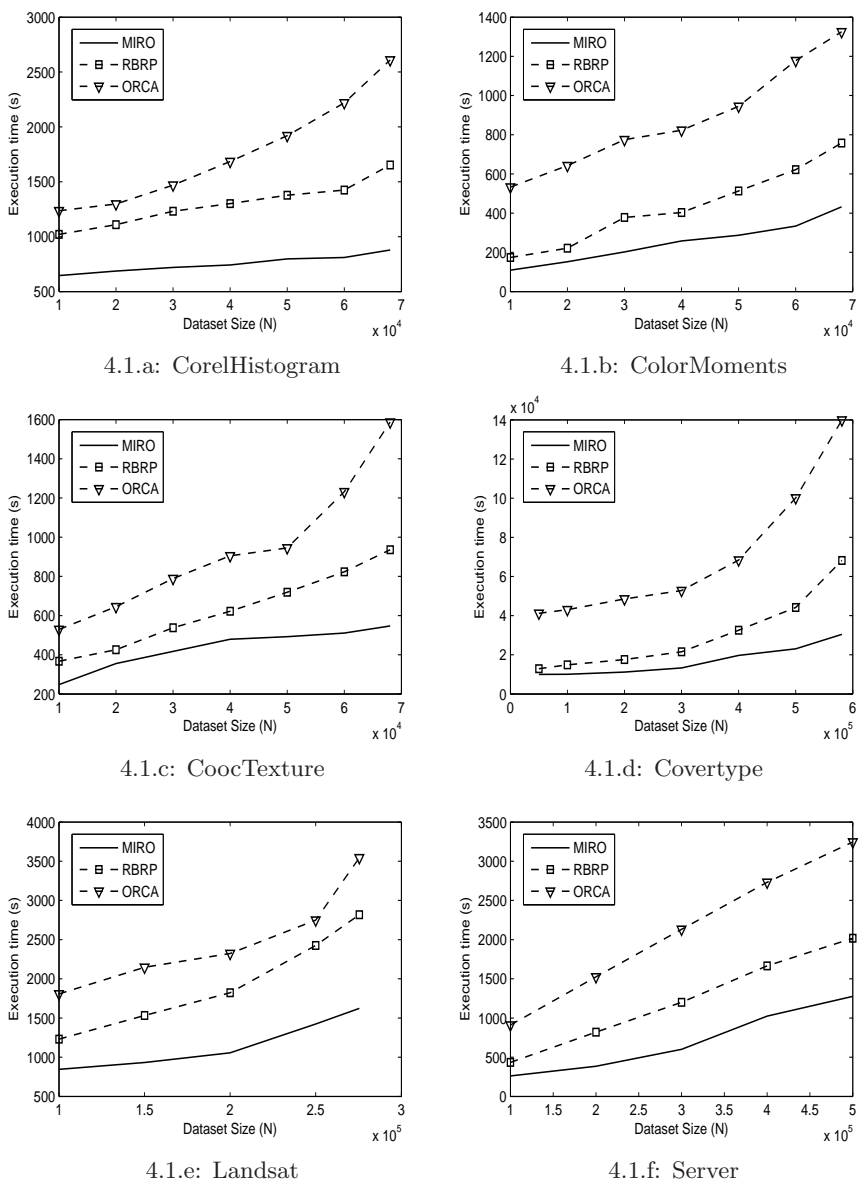 3000
2500
2000
1500
1000
500
Execution time (s)
MIRO
RBRP
ORCA
1 2 3 4 5 6 7
Dataset Size (N)
x 10^4
4.1.a: CorelHistogram
1400
1200
1000
800
600
400
200
0
Execution time (s)
MIRO
RBRP
ORCA
1 2 3 4 5 6 7
Dataset Size (N)
x 10^4
4.1.b: ColorMoments
1600
1400
1200
1000
800
600
400
200
Execution time (s)
MIRO
RBRP
ORCA
1 2 3 4 5 6 7
Dataset Size (N)
x 10^4
4.1.c: CoocTexture
x 10^4
14
12
10
8
6
4
2
0
Execution time (s)
MIRO
RBRP
ORCA
0 1 2 3 4 5 6
Dataset Size (N)
x 10^5
4.1.d: Covertype
4000
3500
3000
2500
2000
1500
1000
500
Execution time (s)
MIRO
RBRP
ORCA
1 1.5 2 2.5 3
Dataset Size (N)
x 10^5
4.1.e: Landsat
3500
3000
2500
2000
1500
1000
500
0
Execution time (s)
MIRO
RBRP
ORCA
1 1.5 2 2.5 3 3.5 4 4.5 5
Dataset Size (N)
x 10^5
4.1.f: Server